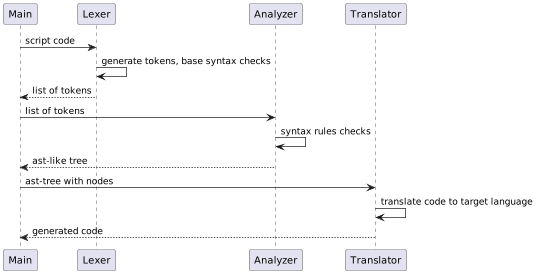 Main Lexer Analyzer Translator
script code
generate tokens, base syntax checks
list of tokens
list of tokens
syntax rules checks
ast-like tree
ast-tree with nodes
translate code to target language
generated code
Main Lexer Analyzer Translator